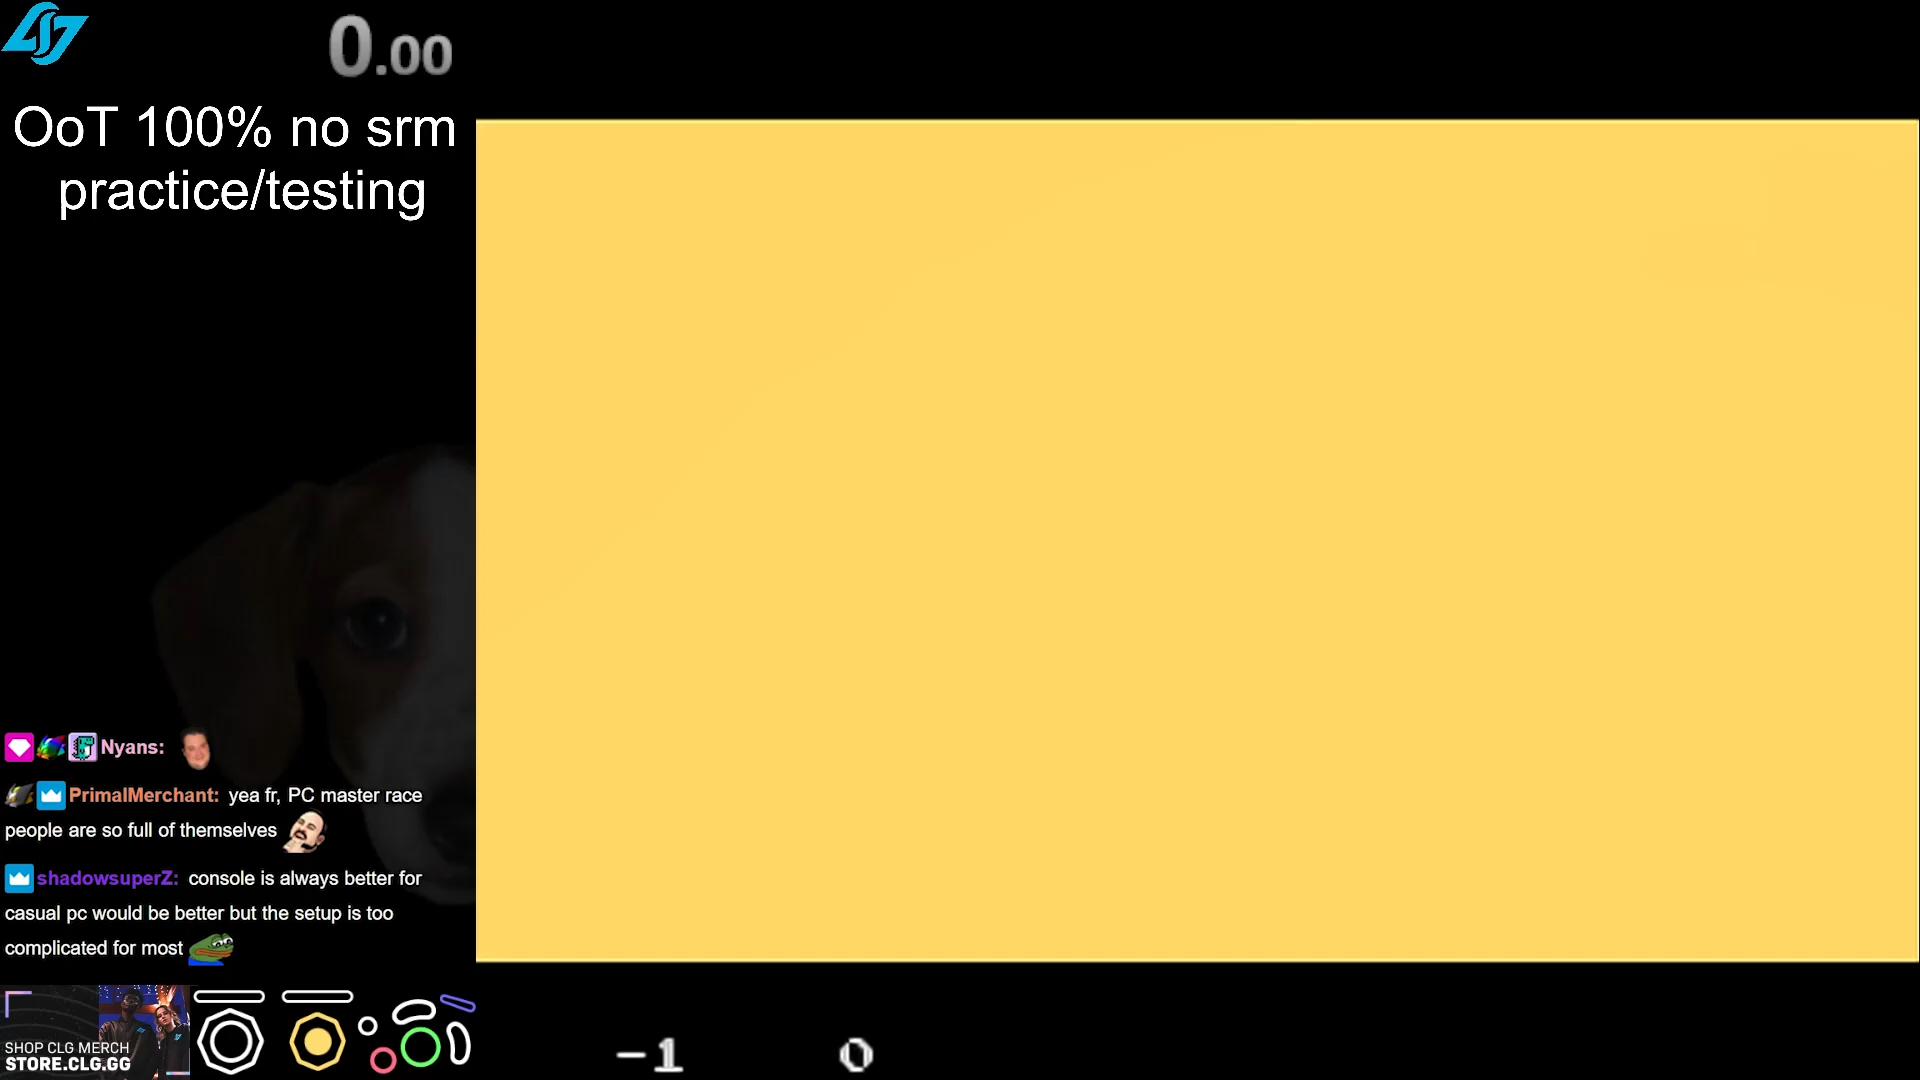 0.00
OoT 100% no srm
practice/testing
Nyans:
PrimalMerchant: yea fr, PC master race
people are so full of themselves
shadowsuperZ: console is always better for
casual pc would be better but the setup is too
complicated for most
SHOP CLG MERCH
STORE.CLG.GG
-1 0